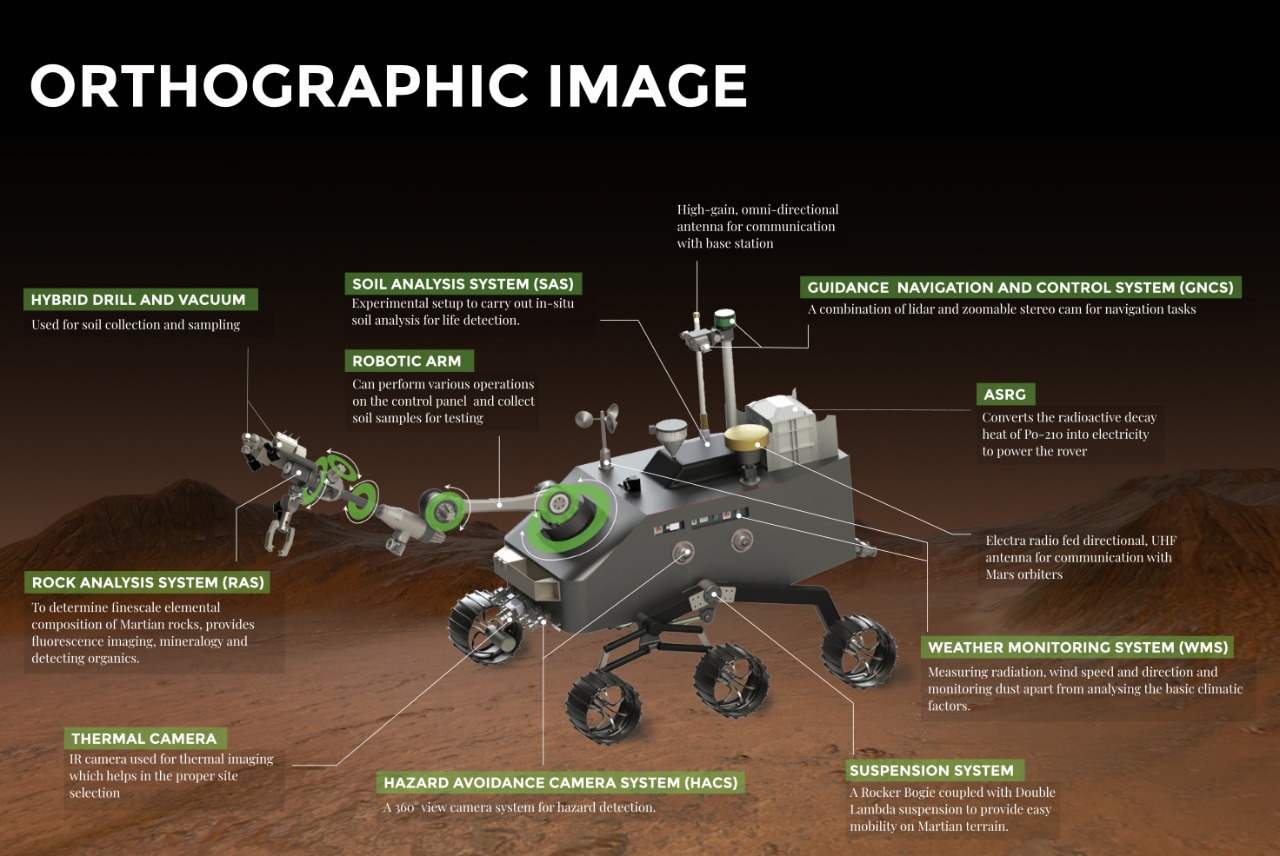 ORTHOGRAPHIC IMAGE
High-gain, omni-directional
antenna for communication
with base station
HYBRID DRILL AND VACUUM
Used for soil collection and sampling
SOIL ANALYSIS SYSTEM (SAS)
Experimental setup to carry out in-situ
soil analysis for life detection.
GUIDANCE NAVIGATION AND CONTROL SYSTEM (GNCS)
A combination of lidar and zoomable stereo cam for navigation tasks
ROBOTIC ARM
Can perform various operations
on the control panel and collect
soil samples for testing
ASRG
Converts the radioactive decay
heat of Po-210 into electricity
to power the rover
Electra radio fed directional, UHF
antenna for communication with
Mars orbiters
ROCK ANALYSIS SYSTEM (RAS)
To determine finescale elemental
composition of Martian rocks, provides
fluorescence imaging, mineralogy and
detecting organics.
WEATHER MONITORING SYSTEM (WMS)
Measuring radiation, wind speed and direction and
monitoring dust apart from analysing the basic climatic
factors.
THERMAL CAMERA
IR camera used for thermal imaging
which helps in the proper site
selection
HAZARD AVOIDANCE CAMERA SYSTEM (HACS)
A 360° view camera system for hazard detection.
SUSPENSION SYSTEM
A Rocker Bogie coupled with Double
Lambda suspension to provide easy
mobility on Martian terrain.